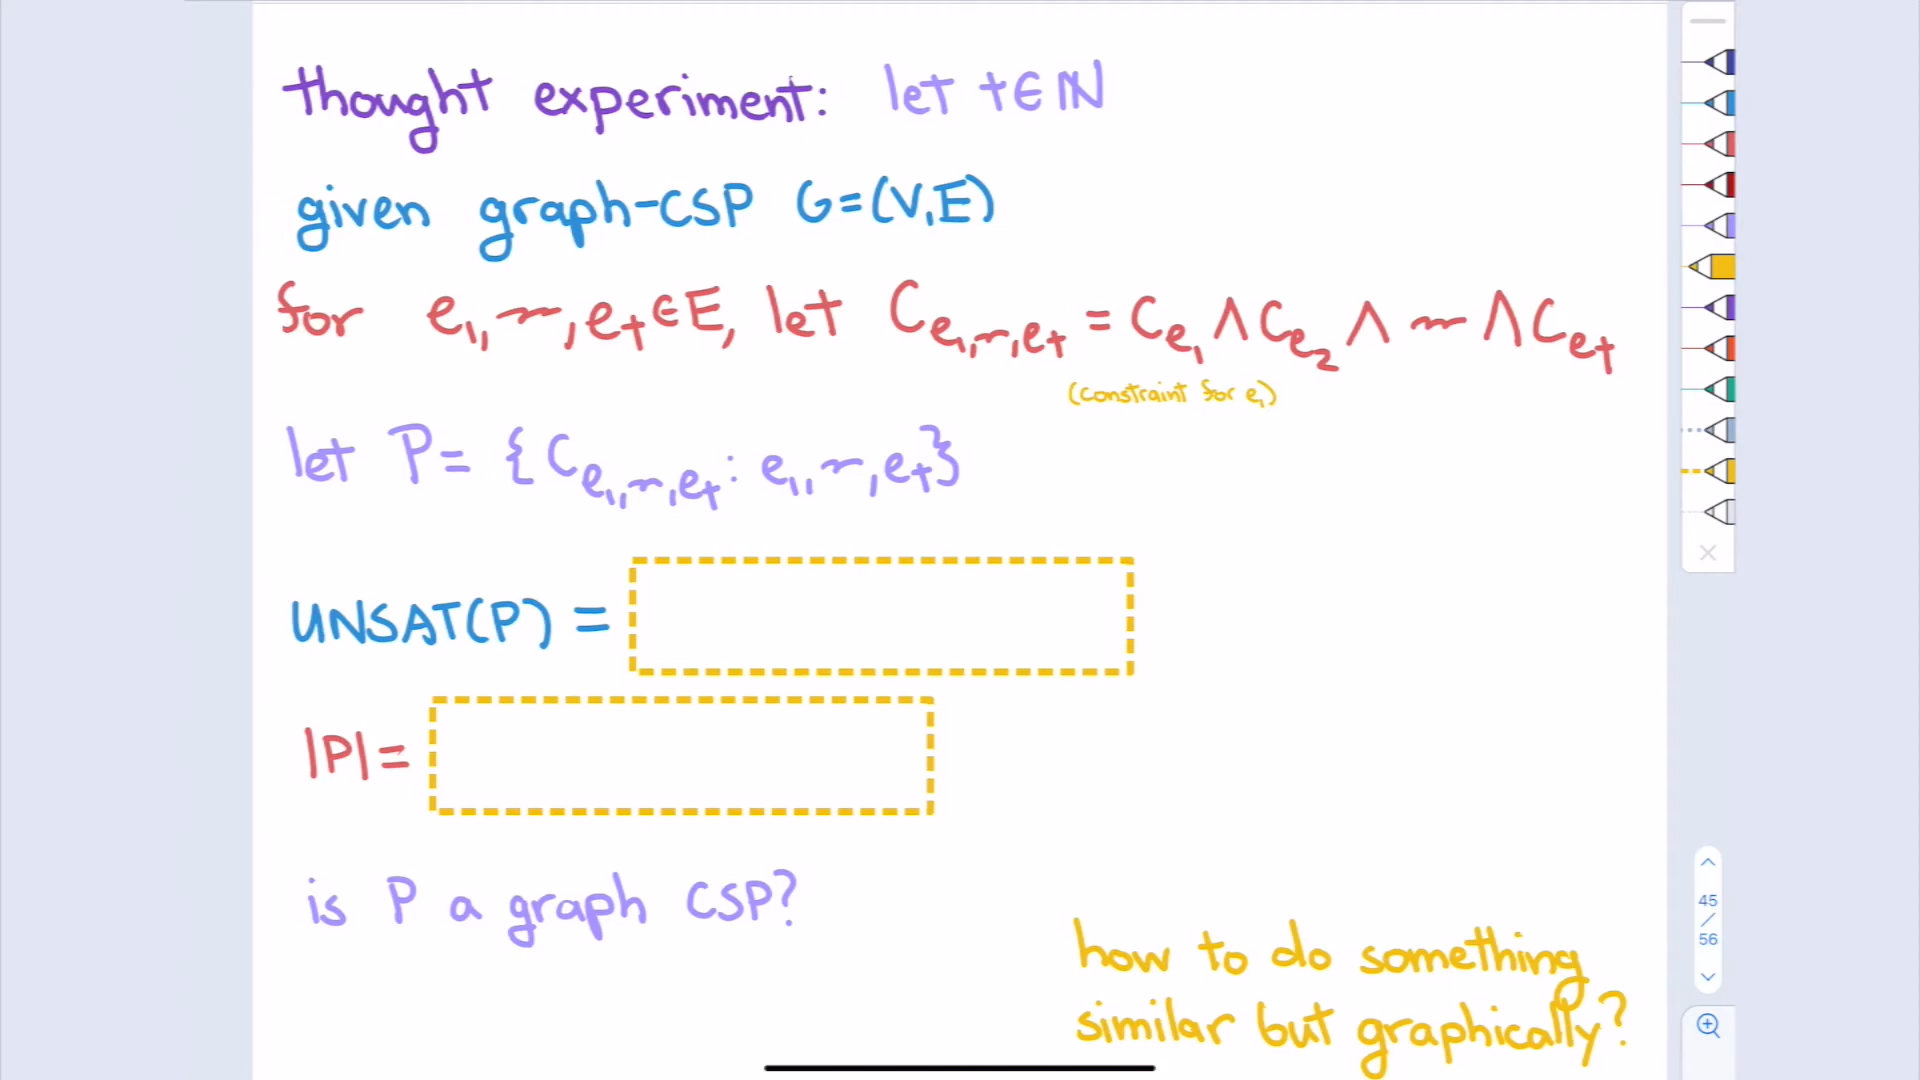 thought experiment: let t∈ℕ
given graph-CSP G=(V,E)
for e₁,…,eₜ∈E, let C_{e₁,…,eₜ} = C_{e₁} ∧ C_{e₂} ∧ … ∧ C_{eₜ}
(constraint for e₁)
let P= {C_{e₁,…,eₜ}: e₁,…,eₜ}
UNSAT(P) =
|P| =
is P a graph CSP?
how to do something
similar but graphically?
45
/
56